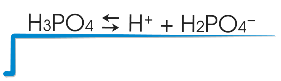 H₃PO₄ ⇆ H⁺ + H₂PO₄⁻